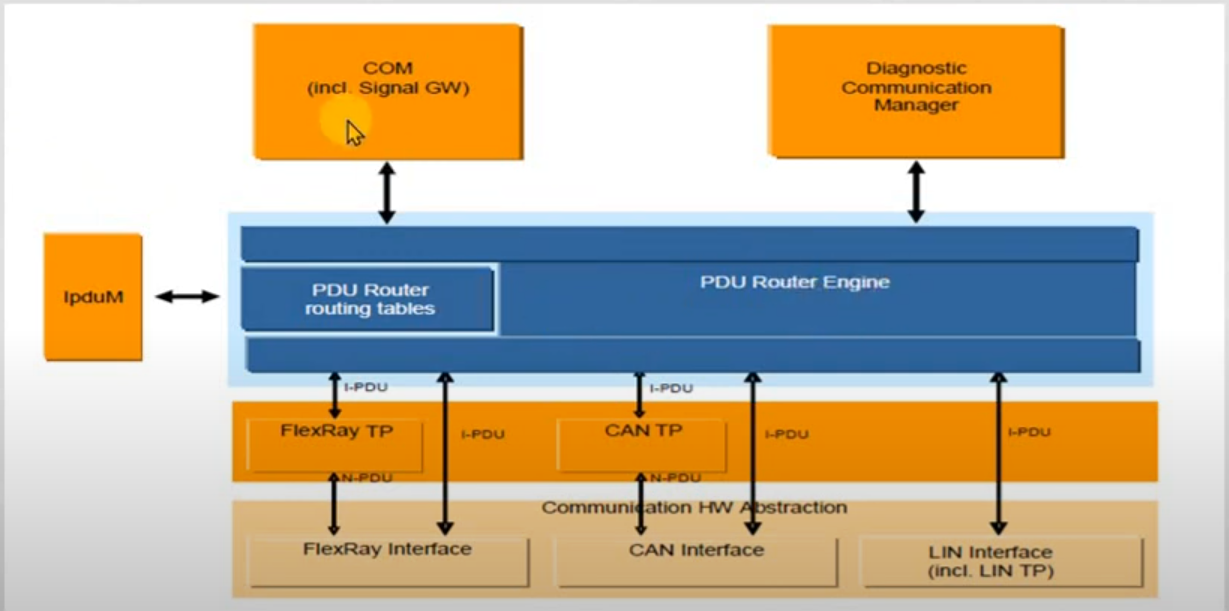 COM
(incl. Signal GW)
Diagnostic
Communication
Manager
IpduM
PDU Router
routing tables
PDU Router Engine
I-PDU
I-PDU
FlexRay TP
I-PDU
CAN TP
I-PDU
I-PDU
N-PDU
N-PDU
Communication HW Abstraction
FlexRay Interface
CAN Interface
LIN Interface
(incl. LIN TP)